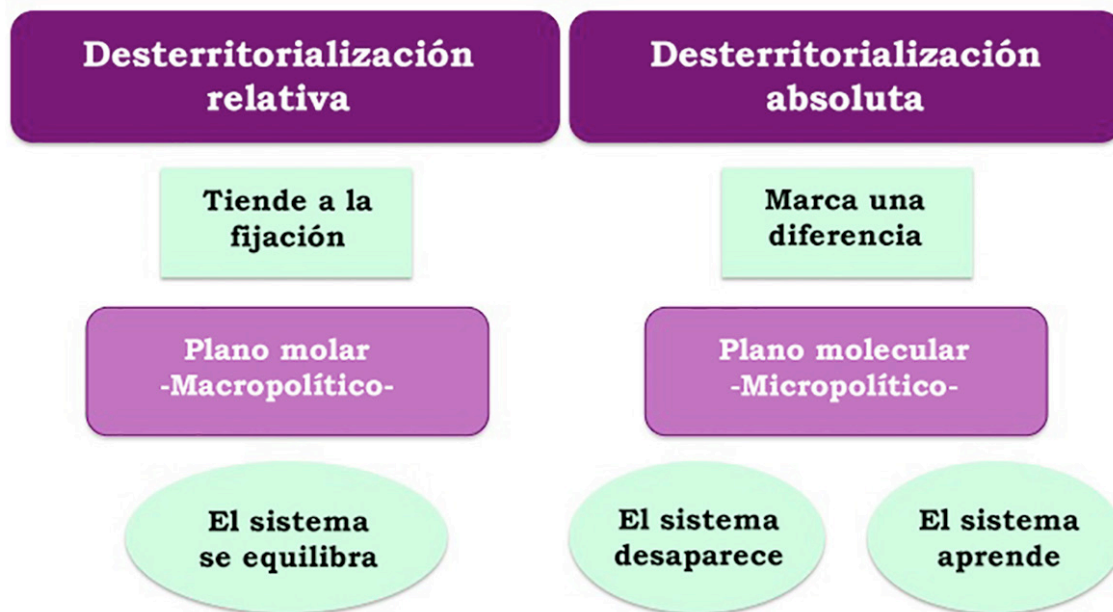 Desterritorialización
relativa
Desterritorialización
absoluta
Tiende a la
fijación
Marca una
diferencia
Plano molar
-Macropolítico-
Plano molecular
-Micropolítico-
El sistema
se equilibra
El sistema
desaparece
El sistema
aprende